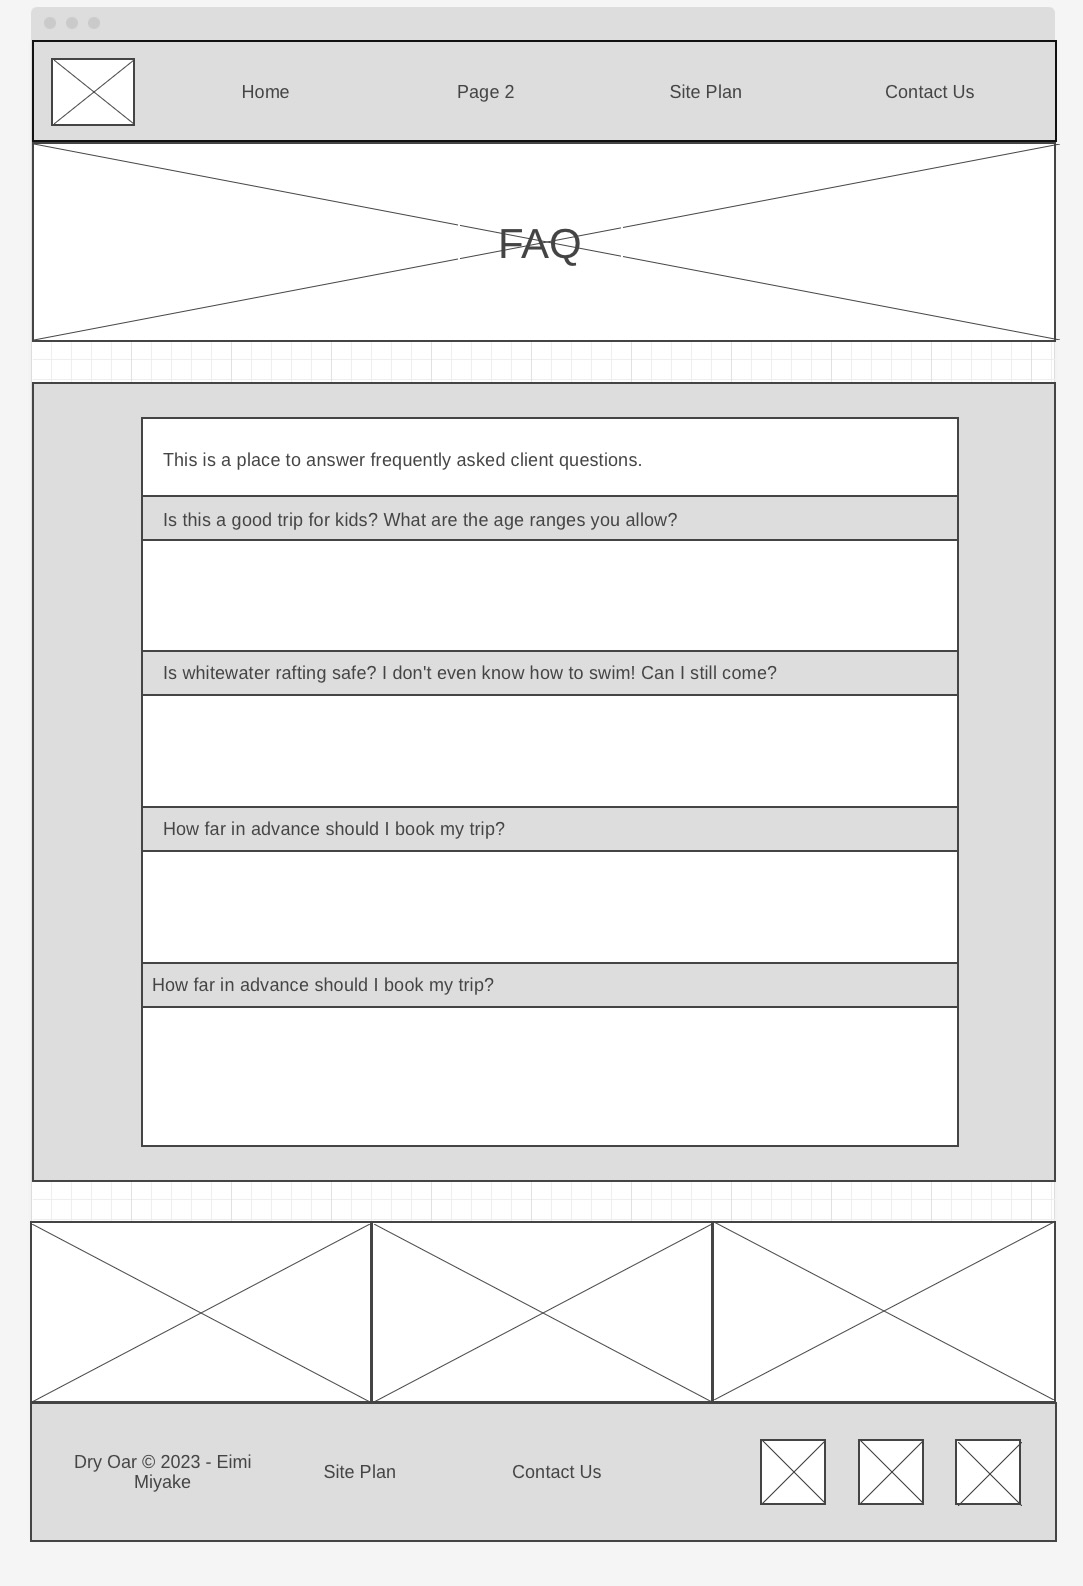 Home
Page 2
Site Plan
Contact Us
FAQ
This is a place to answer frequently asked client questions.
Is this a good trip for kids? What are the age ranges you allow?
Is whitewater rafting safe? I don't even know how to swim! Can I still come?
How far in advance should I book my trip?
How far in advance should I book my trip?
Dry Oar © 2023 - Eimi
Miyake
Site Plan
Contact Us